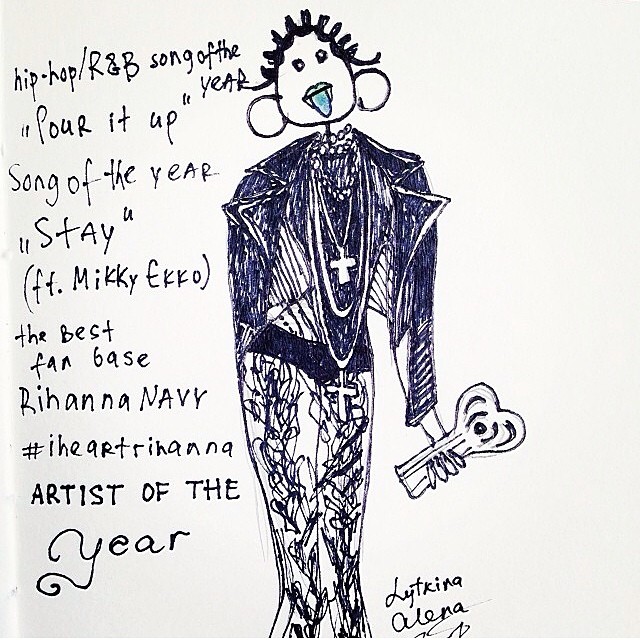 hip-hop/R&B song of the
YEAR
„Pour it up"
Song of the year
„Stay"
(ft. Mikky Ekko)
the Best
fan base
Rihanna NAVY
#iheartrihanna
ARTIST OF THE
year
Lytkina
alena